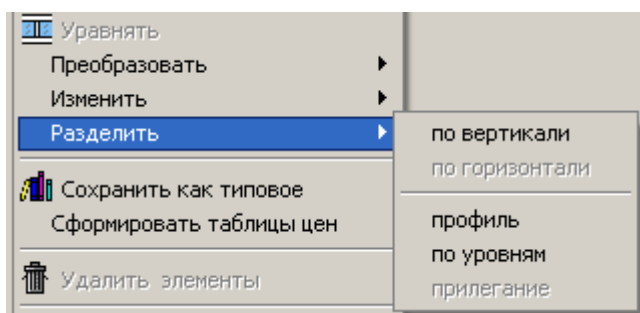 Уравнять
Преобразовать
Изменить
Разделить
по вертикали
по горизонтали
Сохранить как типовое
профиль
Сформировать таблицы цен
по уровням
Удалить элементы
прилегание